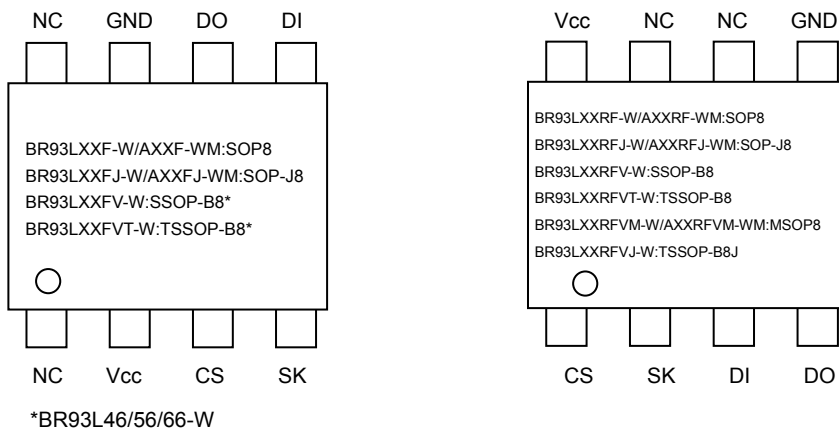 NC GND DO DI
BR93LXXF-W/AXXF-WM:SOP8
BR93LXXFJ-W/AXXFJ-WM:SOP-J8
BR93LXXFV-W:SSOP-B8*
BR93LXXFVT-W:TSSOP-B8*
NC Vcc CS SK
*BR93L46/56/66-W
Vcc NC NC GND
BR93LXXRF-W/AXXRF-WM:SOP8
BR93LXXRFJ-W/AXXRFJ-WM:SOP-J8
BR93LXXRFV-W:SSOP-B8
BR93LXXRFVT-W:TSSOP-B8
BR93LXXRFVM-W/AXXRFVM-WM:MSOP8
BR93LXXRFVJ-W:TSSOP-B8J
CS SK DI DO